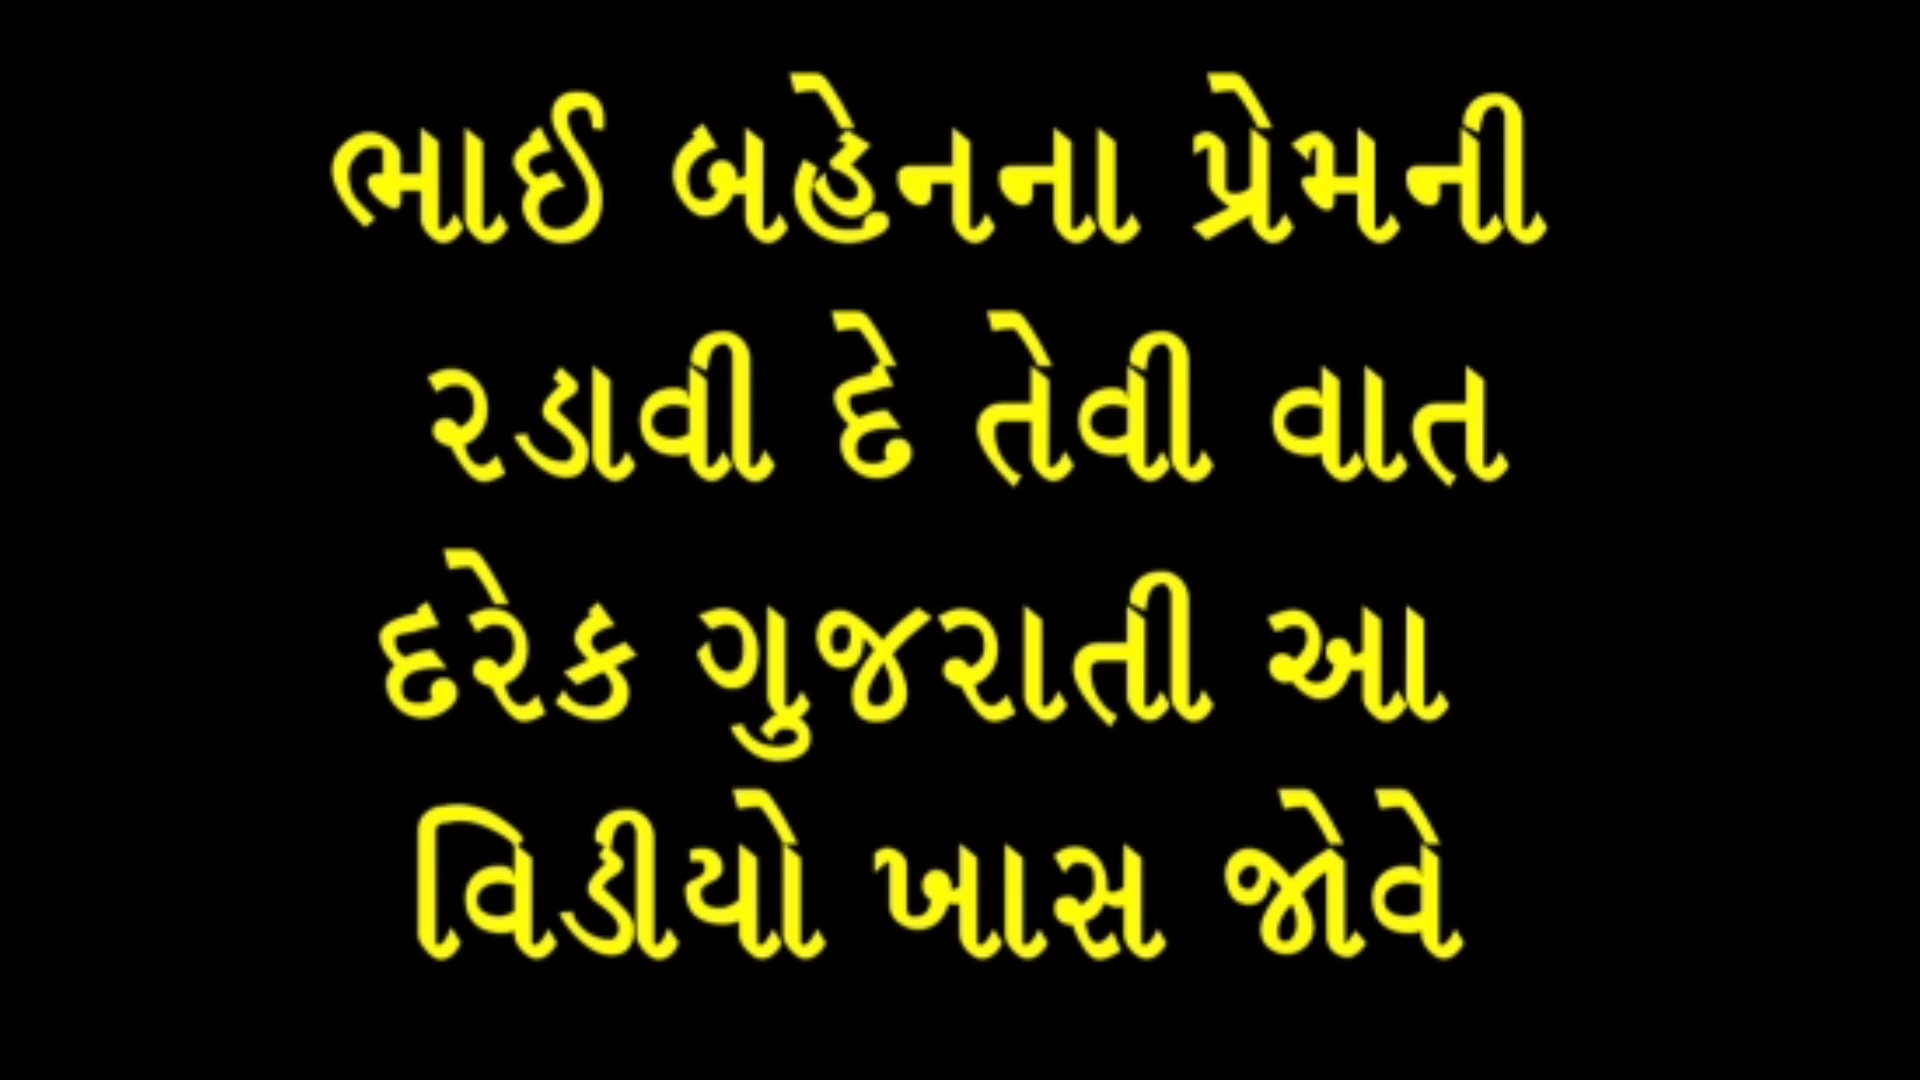 ભાઈ બહેનના પ્રેમની
રડાવી દે તેવી વાત
દરેક ગુજરાતી આ
વિડીયો ખાસ જોવે